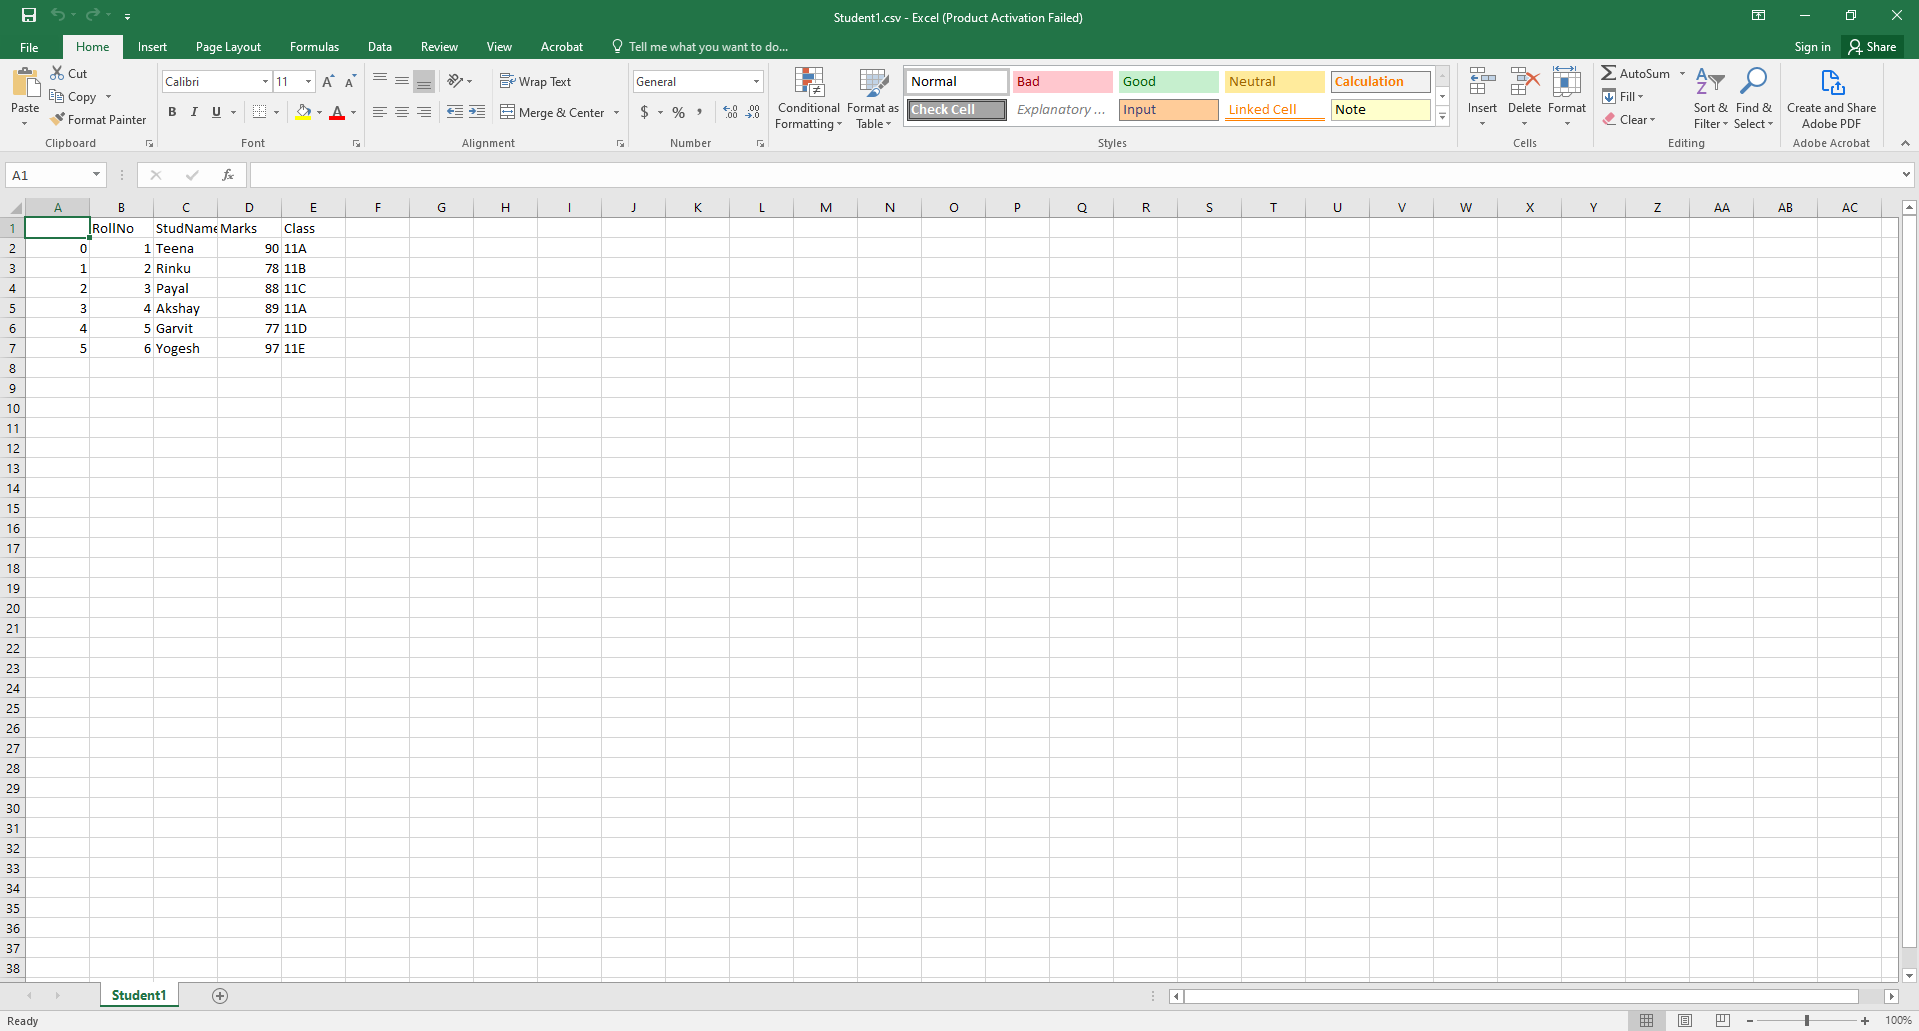 Student1.csv - Excel (Product Activation Failed)
File Home Insert Page Layout Formulas Data Review View Acrobat Tell me what you want to do... Sign in Share
Paste Cut Copy Format Painter Clipboard
Calibri 11 B I U A Font
Wrap Text Merge & Center Alignment
General $ % , Number
Conditional Formatting Format as Table
Normal Bad Good Neutral Calculation
Check Cell Explanatory ... Input Linked Cell Note
Styles
Insert Delete Format Cells
AutoSum Fill Clear Sort & Filter Find & Select Editing
Create and Share Adobe PDF Adobe Acrobat
A1 fx
A B C D E F G H I J K L M N O P Q R S T U V W X Y Z AA AB AC
1 RollNo StudName Marks Class
2 0 1 Teena 90 11A
3 1 2 Rinku 78 11B
4 2 3 Payal 88 11C
5 3 4 Akshay 89 11A
6 4 5 Garvit 77 11D
7 5 6 Yogesh 97 11E
8
9
10
11
12
13
14
15
16
17
18
19
20
21
22
23
24
25
26
27
28
29
30
31
32
33
34
35
36
37
38
Student1
Ready 100%